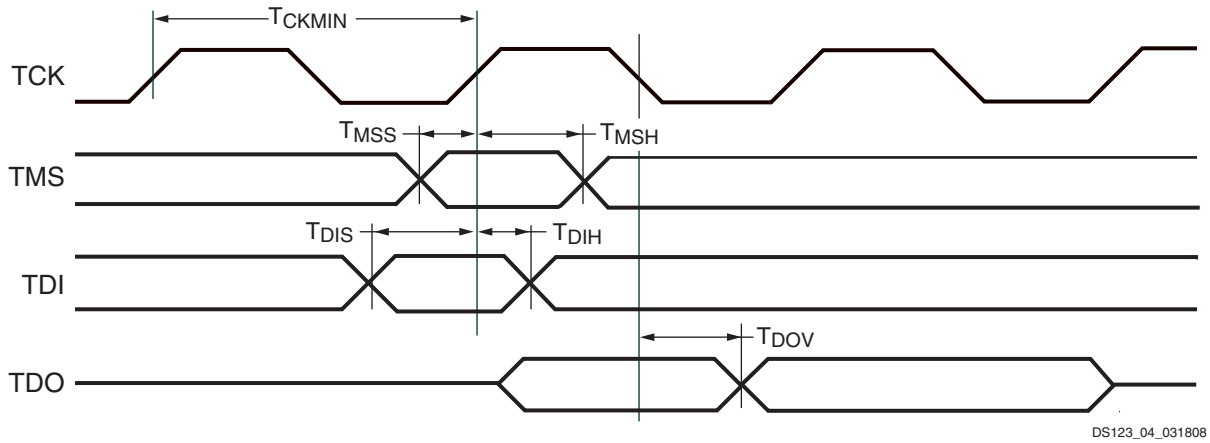 TCKMIN
TCK
TMSS
TMSH
TMS
TDIS
TDIH
TDI
TDOV
TDO
DS123_04_031808